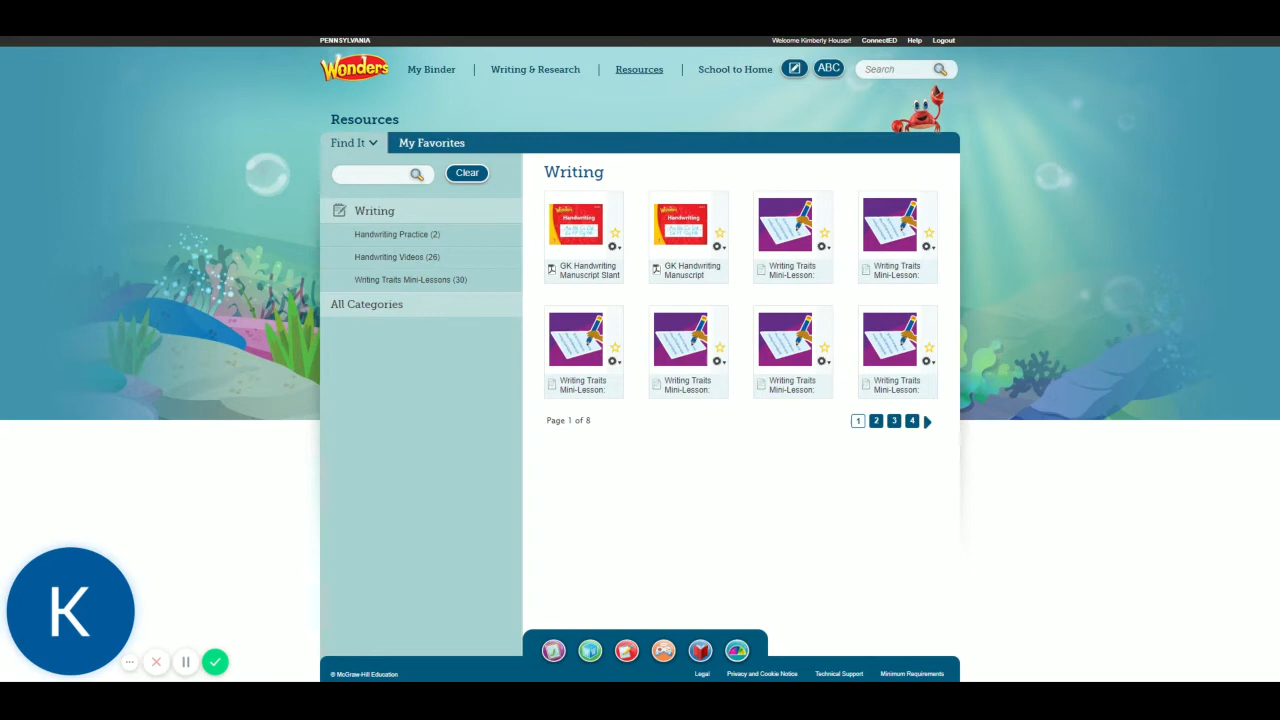 PENNSYLVANIA
Welcome Kimberly Houser! ConnectED Help Logout
Wonders My Binder Writing & Research Resources School to Home ABC Search
Resources
Find It My Favorites
Clear
Writing
Handwriting Practice (2)
Handwriting Videos (26)
Writing Traits Mini-Lessons (30)
All Categories
Writing
Handwriting
Handwriting
GK Handwriting
Manuscript Slant
GK Handwriting
Manuscript
Writing Traits
Mini-Lesson:
Writing Traits
Mini-Lesson:
Writing Traits
Mini-Lesson:
Writing Traits
Mini-Lesson:
Writing Traits
Mini-Lesson:
Writing Traits
Mini-Lesson:
Page 1 of 8
1 2 3 4
K
© McGraw-Hill Education
Legal Privacy and Cookie Notice Technical Support Minimum Requirements